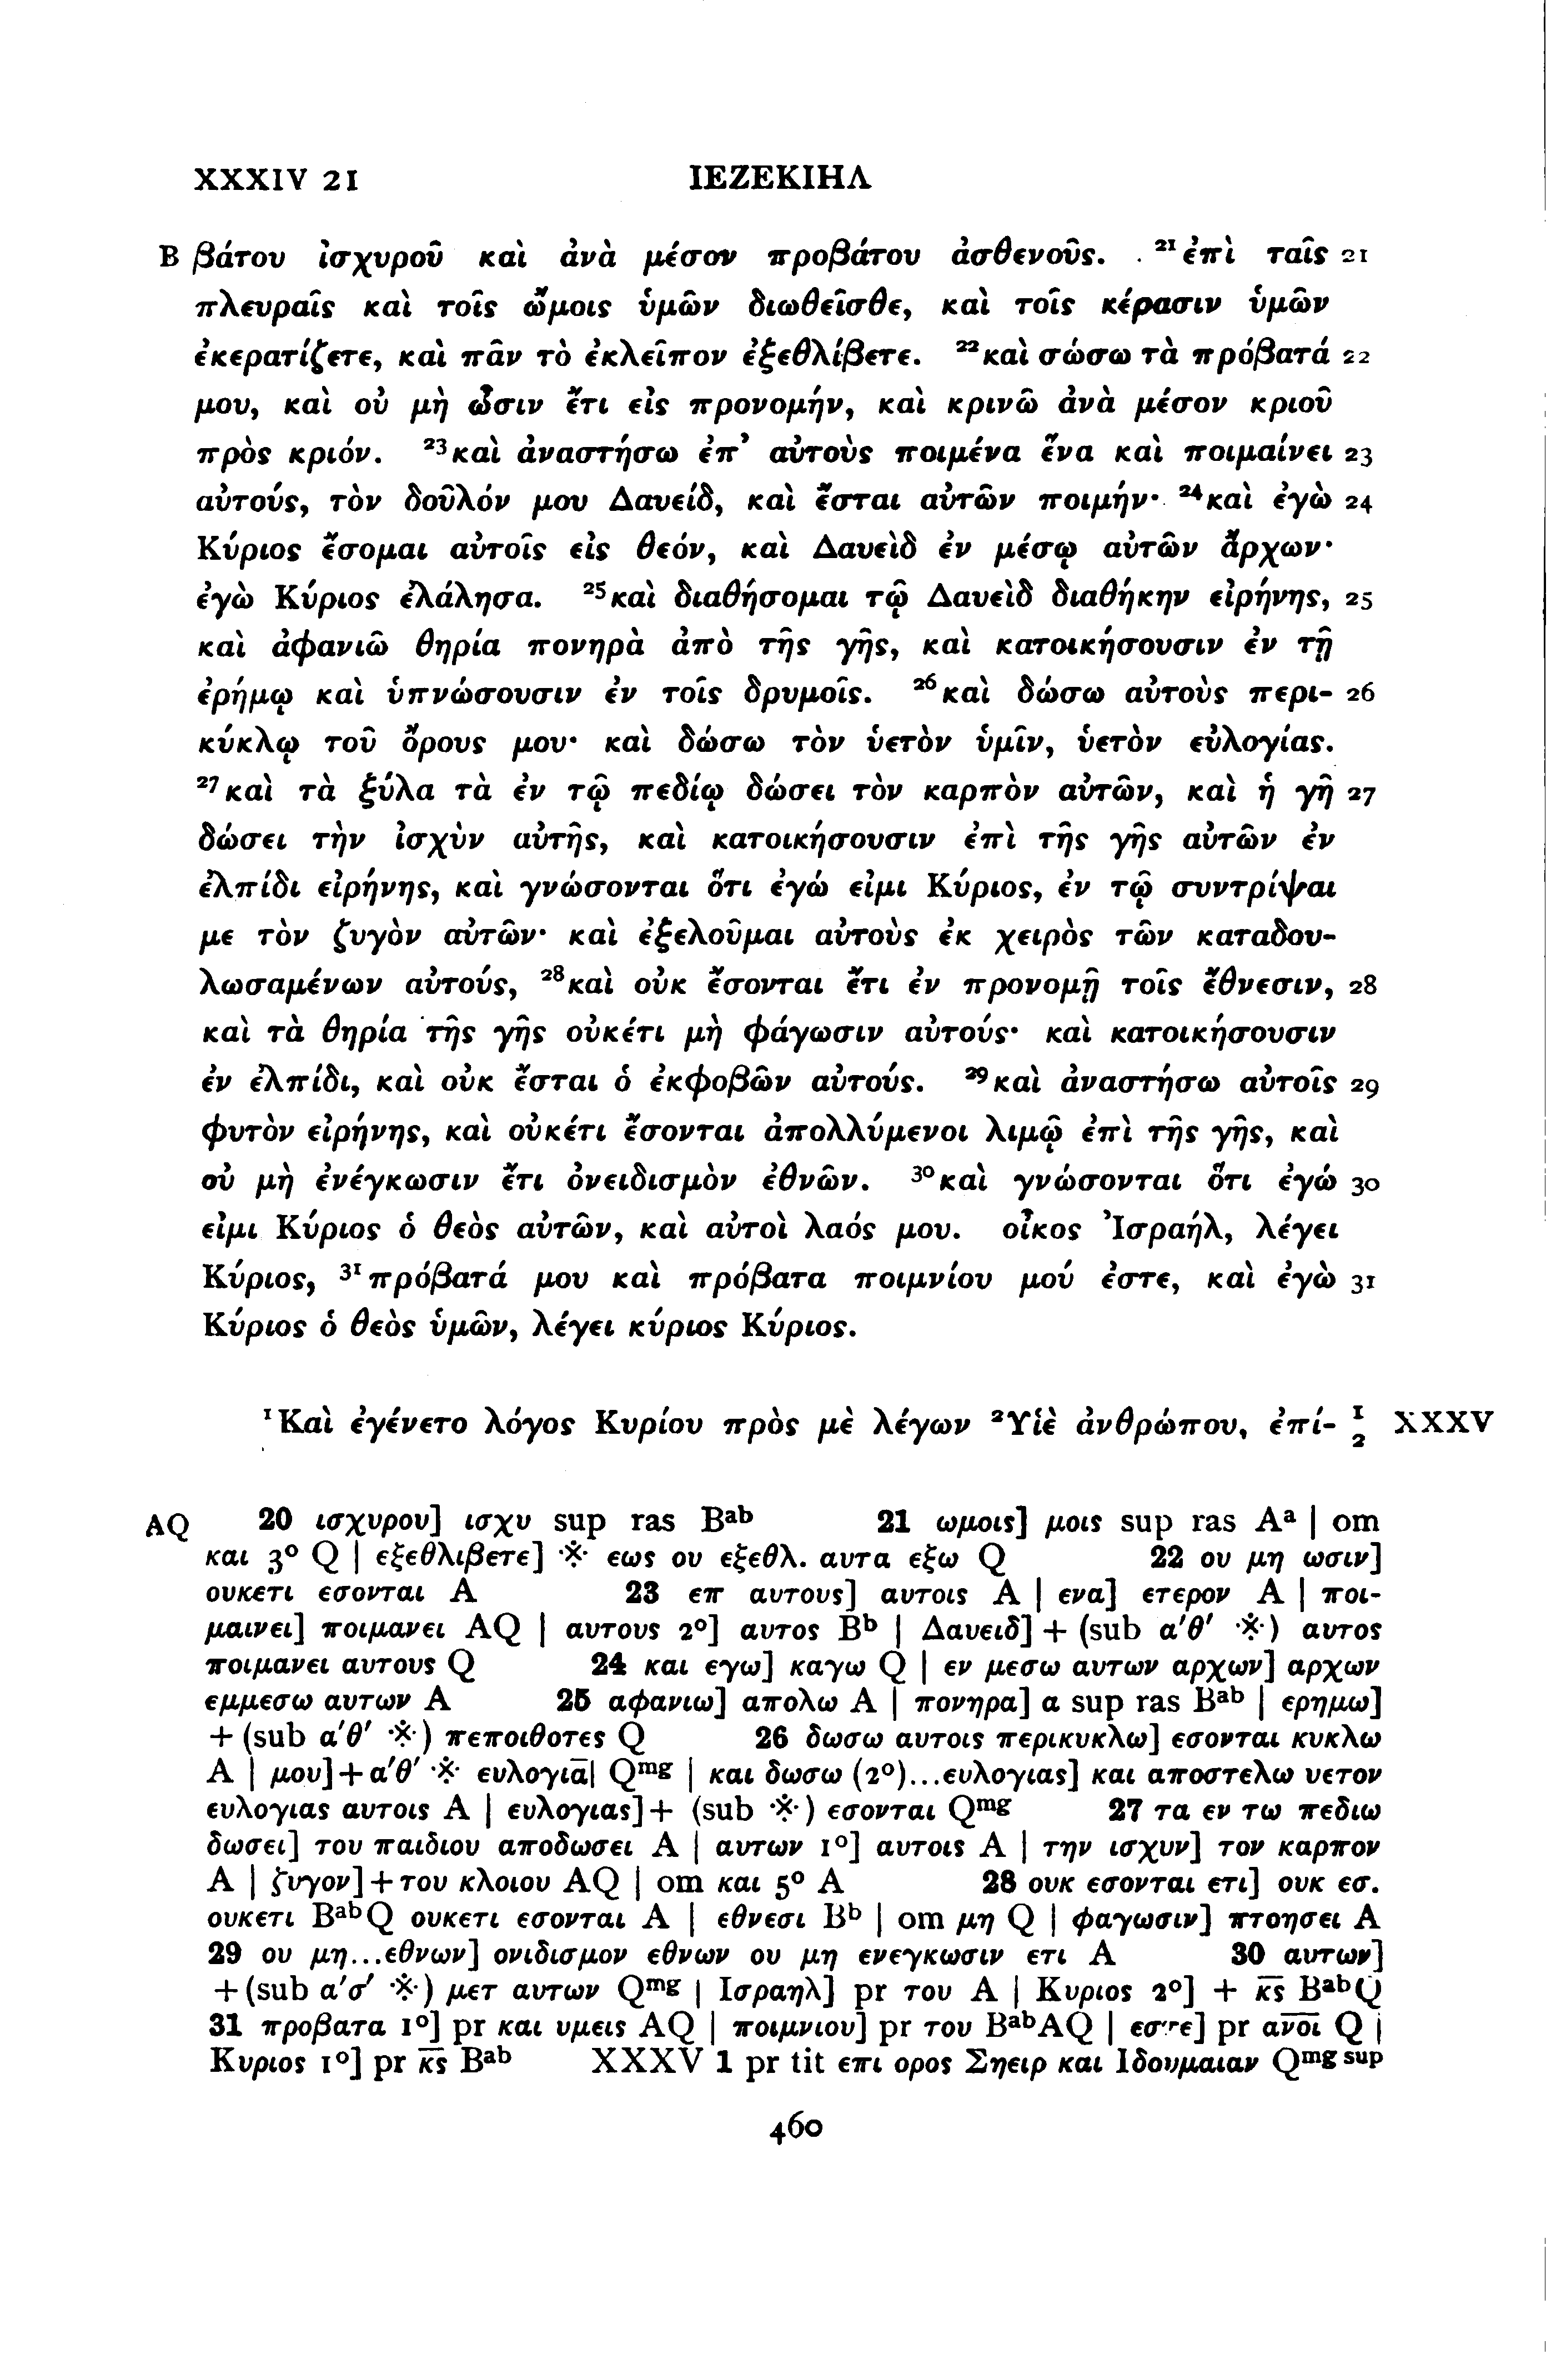 XXXIV 21 ΙΕΖΕΚΙΗΛ
B βάτου ἰσχυροῦ καὶ ἀνὰ μέσον προβάτου ἀσθενοῦς. ²¹ἐπὶ ταῖς 21
πλευραῖς καὶ τοῖς ὤμοις ὑμῶν διωθεῖσθε, καὶ τοῖς κέρασιν ὑμῶν
ἐκερατίζετε, καὶ πᾶν τὸ ἐκλεῖπον ἐξεθλίβετε. ²²καὶ σώσω τὰ πρόβατά 22
μου, καὶ οὐ μὴ ὦσιν ἔτι εἰς προνομήν, καὶ κρινῶ ἀνὰ μέσον κριοῦ
πρὸς κριόν. ²³καὶ ἀναστήσω ἐπ᾽ αὐτοὺς ποιμένα ἕνα καὶ ποιμαίνει 23
αὐτούς, τὸν δοῦλόν μου Δαυείδ, καὶ ἔσται αὐτῶν ποιμήν· ²⁴καὶ ἐγὼ 24
Κύριος ἔσομαι αὐτοῖς εἰς θεόν, καὶ Δαυεὶδ ἐν μέσῳ αὐτῶν ἄρχων·
ἐγὼ Κύριος ἐλάλησα. ²⁵καὶ διαθήσομαι τῷ Δαυεὶδ διαθήκην εἰρήνης, 25
καὶ ἀφανιῶ θηρία πονηρὰ ἀπὸ τῆς γῆς, καὶ κατοικήσουσιν ἐν τῇ
ἐρήμῳ καὶ ὑπνώσουσιν ἐν τοῖς δρυμοῖς. ²⁶καὶ δώσω αὐτοὺς περι- 26
κύκλῳ τοῦ ὄρους μου· καὶ δώσω τὸν ὑετὸν ὑμῖν, ὑετὸν εὐλογίας.
²⁷καὶ τὰ ξύλα τὰ ἐν τῷ πεδίῳ δώσει τὸν καρπὸν αὐτῶν, καὶ ἡ γῆ 27
δώσει τὴν ἰσχὺν αὐτῆς, καὶ κατοικήσουσιν ἐπὶ τῆς γῆς αὐτῶν ἐν
ἐλπίδι εἰρήνης, καὶ γνώσονται ὅτι ἐγώ εἰμι Κύριος, ἐν τῷ συντρίψαι
με τὸν ζυγὸν αὐτῶν· καὶ ἐξελοῦμαι αὐτοὺς ἐκ χειρὸς τῶν καταδου-
λωσαμένων αὐτούς, ²⁸καὶ οὐκ ἔσονται ἔτι ἐν προνομῇ τοῖς ἔθνεσιν, 28
καὶ τὰ θηρία τῆς γῆς οὐκέτι μὴ φάγωσιν αὐτούς· καὶ κατοικήσουσιν
ἐν ἐλπίδι, καὶ οὐκ ἔσται ὁ ἐκφοβῶν αὐτούς. ²⁹καὶ ἀναστήσω αὐτοῖς 29
φυτὸν εἰρήνης, καὶ οὐκέτι ἔσονται ἀπολλύμενοι λιμῷ ἐπὶ τῆς γῆς, καὶ
οὐ μὴ ἐνέγκωσιν ἔτι ὀνειδισμὸν ἐθνῶν. ³⁰καὶ γνώσονται ὅτι ἐγώ 30
εἰμι Κύριος ὁ θεὸς αὐτῶν, καὶ αὐτοὶ λαός μου. οἶκος Ἰσραήλ, λέγει
Κύριος, ³¹πρόβατά μου καὶ πρόβατα ποιμνίου μού ἐστε, καὶ ἐγὼ 31
Κύριος ὁ θεὸς ὑμῶν, λέγει κύριος Κύριος.
¹Καὶ ἐγένετο λόγος Κυρίου πρὸς μὲ λέγων ²Υἱὲ ἀνθρώπου, ἐπί- 1 2 XXXV
AQ 20 ισχυρου] ισχυ sup ras Bᵃᵇ 21 ωμοις] μοις sup ras Aᵃ | om
και 3° Q | εξεθλιβετε] ※ εως ου εξεθλ. αυτα εξω Q 22 ου μη ωσιν]
ουκετι εσονται A 23 επ αυτους] αυτοις A | ενα] ετερον A | ποι-
μαινει] ποιμανει AQ | αυτους 2°] αυτος Bᵇ | Δαυειδ] + (sub α′θ′ ※) αυτος
ποιμανει αυτους Q 24 και εγω] καγω Q | εν μεσω αυτων αρχων] αρχων
εμμεσω αυτων A 25 αφανιω] απολω A | πονηρα] α sup ras Bᵃᵇ | ερημω]
+ (sub α′θ′ ※) πεποιθοτες Q 26 δωσω αυτοις περικυκλω] εσονται κυκλω
A | μου] + α′θ′ ※ ευλογιᾱ| Qᵐᵍ | και δωσω (2°)...ευλογιας] και αποστελω υετον
ευλογιας αυτοις A | ευλογιας] + (sub ※) εσονται Qᵐᵍ 27 τα εν τω πεδιω
δωσει] του παιδιου αποδωσει A | αυτων 1°] αυτοις A | την ισχυν] τον καρπον
A | ζυγον] + του κλοιου AQ | om και 5° A 28 ουκ εσονται ετι] ουκ εσ.
ουκετι BᵃᵇQ ουκετι εσονται A | εθνεσι Bᵇ | om μη Q | φαγωσιν] πτοησει A
29 ου μη...εθνων] ονιδισμον εθνων ου μη ενεγκωσιν ετι A 30 αυτων]
+ (sub α′σ′ ※) μετ αυτων Qᵐᵍ | Ισραηλ] pr του A | Κυριος 2°] + κ̅ς̅ BᵃᵇQ
31 προβατα 1°] pr και υμεις AQ | ποιμνιου] pr του BᵃᵇAQ | εστε] pr α̅ν̅ο̅ι̅ Q |
Κυριος 1°] pr κ̅ς̅ Bᵃᵇ XXXV 1 pr tit επι ορος Σηειρ και Ιδουμαιαν Qᵐᵍ ˢᵘᵖ
460